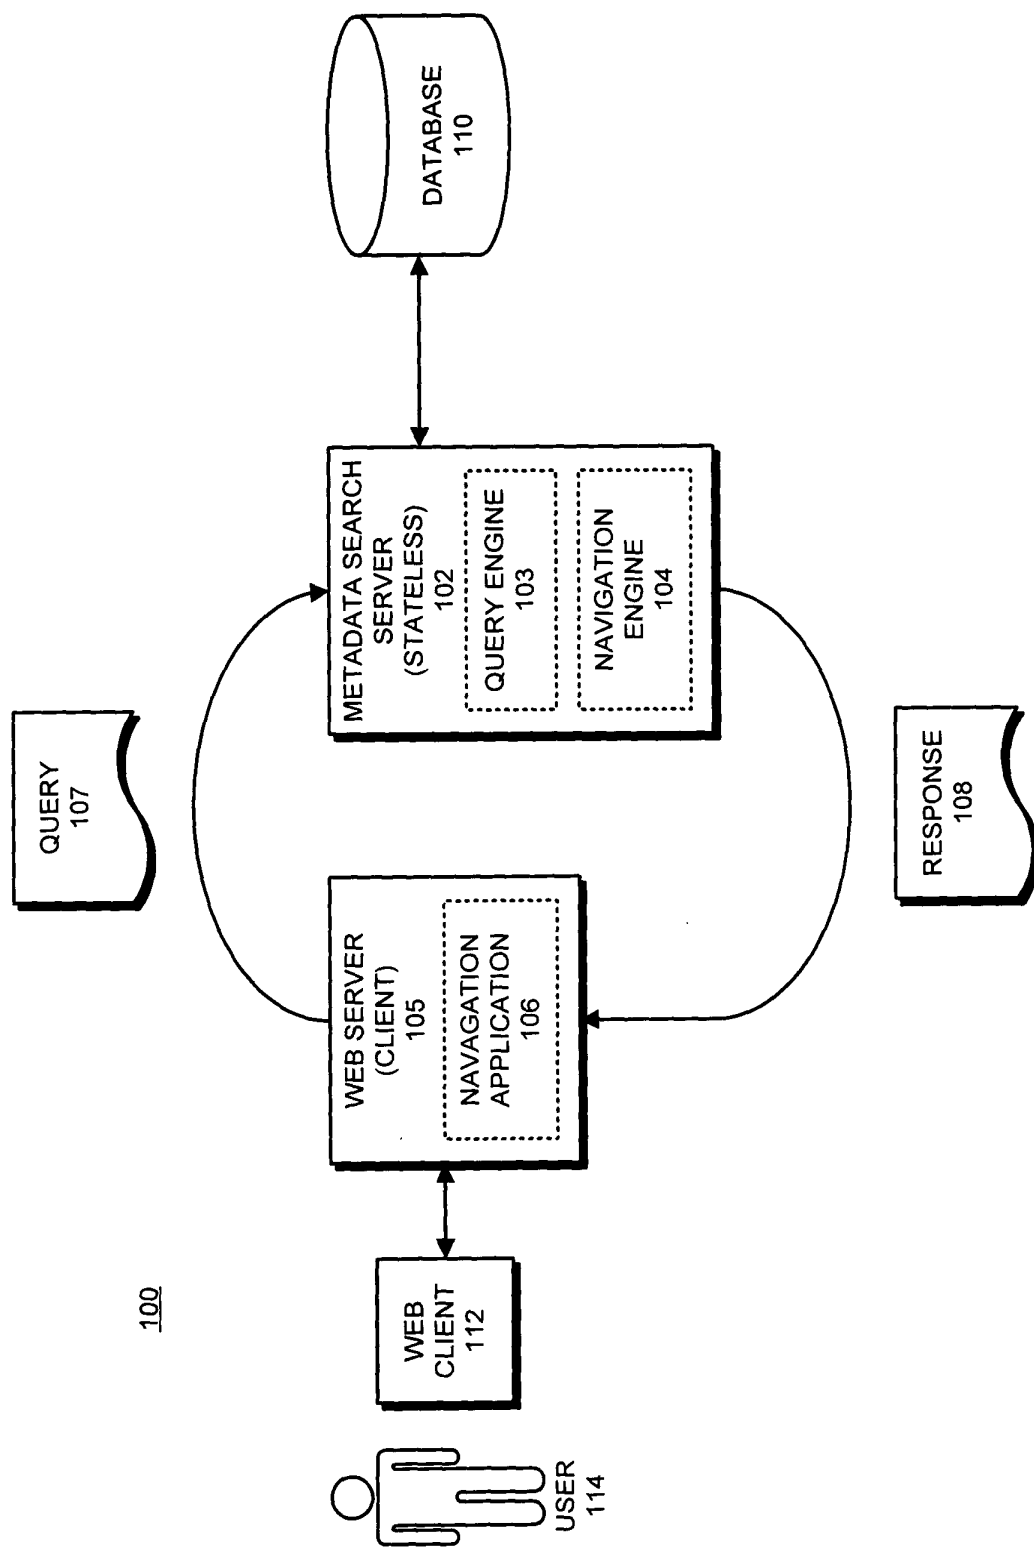 100
QUERY
107
USER
114
WEB
CLIENT
112
WEB SERVER
(CLIENT)
105
NAVAGATION
APPLICATION
106
METADATA SEARCH
SERVER
(STATELESS)
102
QUERY ENGINE
103
NAVIGATION
ENGINE
104
DATABASE
110
RESPONSE
108